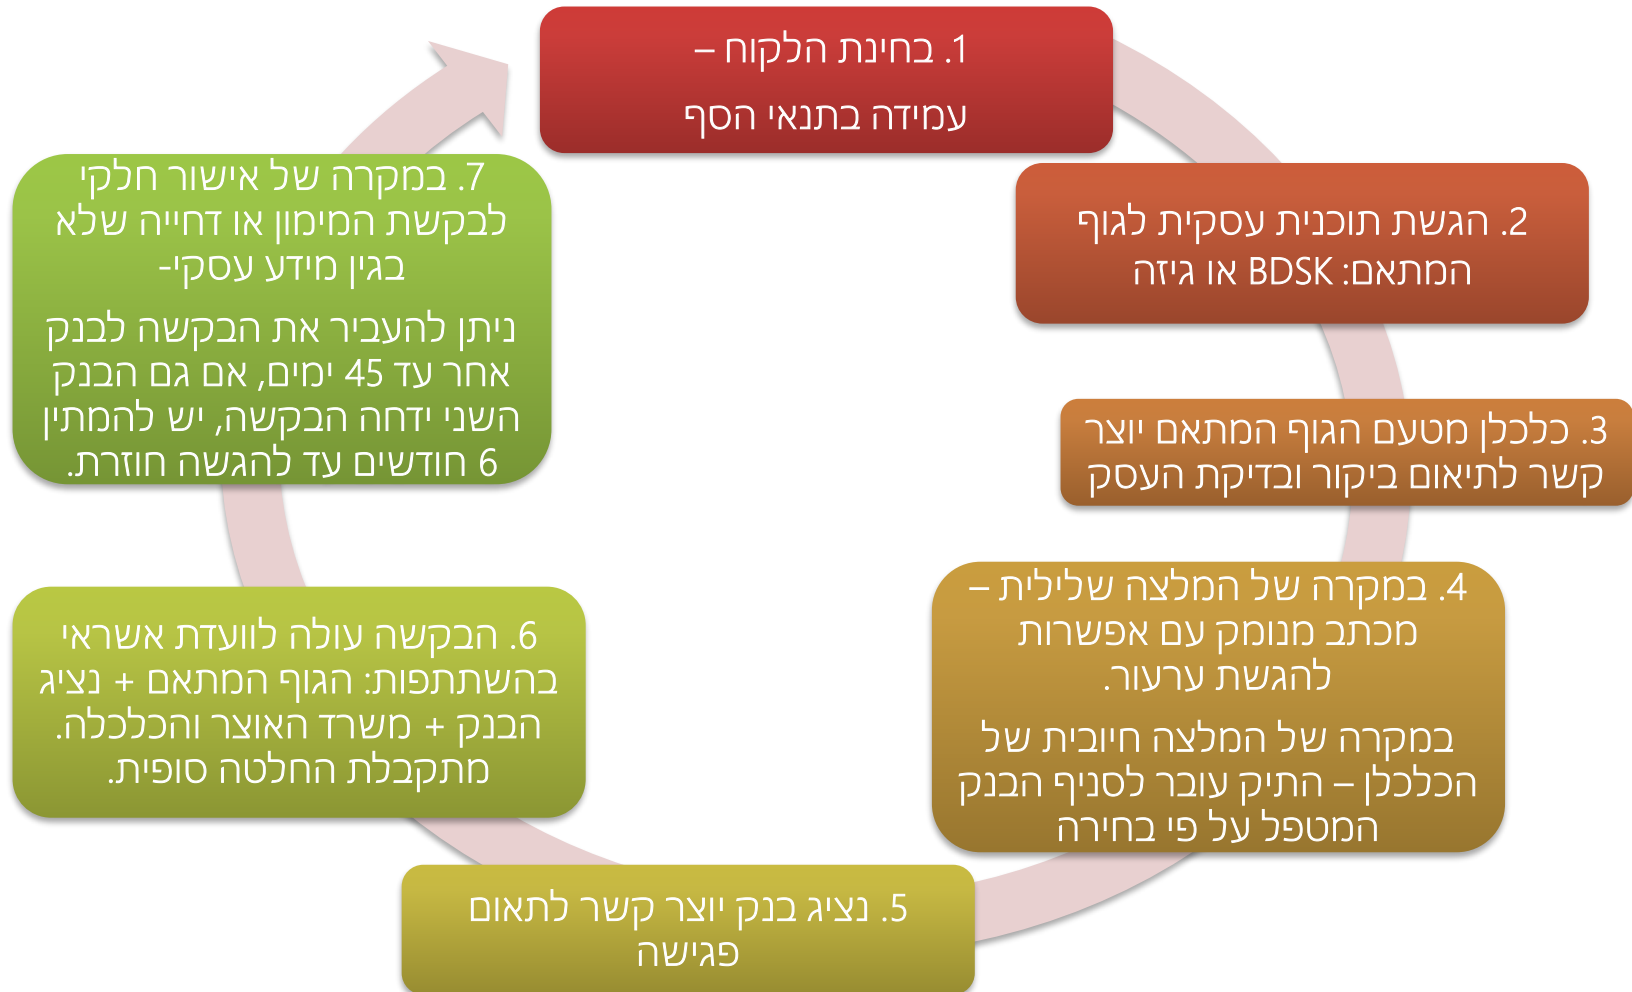 1. בחינת הלקוח –
עמידה בתנאי הסף
2. הגשת תוכנית עסקית לגוף
המתאם: BDSK או גיזה
3. כלכלן מטעם הגוף המתאם יוצר
קשר לתיאום ביקור ובדיקת העסק
4. במקרה של המלצה שלילית –
מכתב מנומק עם אפשרות
להגשת ערעור.
במקרה של המלצה חיובית של
הכלכלן – התיק עובר לסניף הבנק
המטפל על פי בחירה
5. נציג בנק יוצר קשר לתאום
פגישה
6. הבקשה עולה לוועדת אשראי
בהשתתפות: הגוף המתאם + נציג
הבנק + משרד האוצר והכלכלה.
מתקבלת החלטה סופית.
7. במקרה של אישור חלקי
לבקשת המימון או דחייה שלא
בגין מידע עסקי-
ניתן להעביר את הבקשה לבנק
אחר עד 45 ימים, אם גם הבנק
השני ידחה הבקשה, יש להמתין
6 חודשים עד להגשה חוזרת.